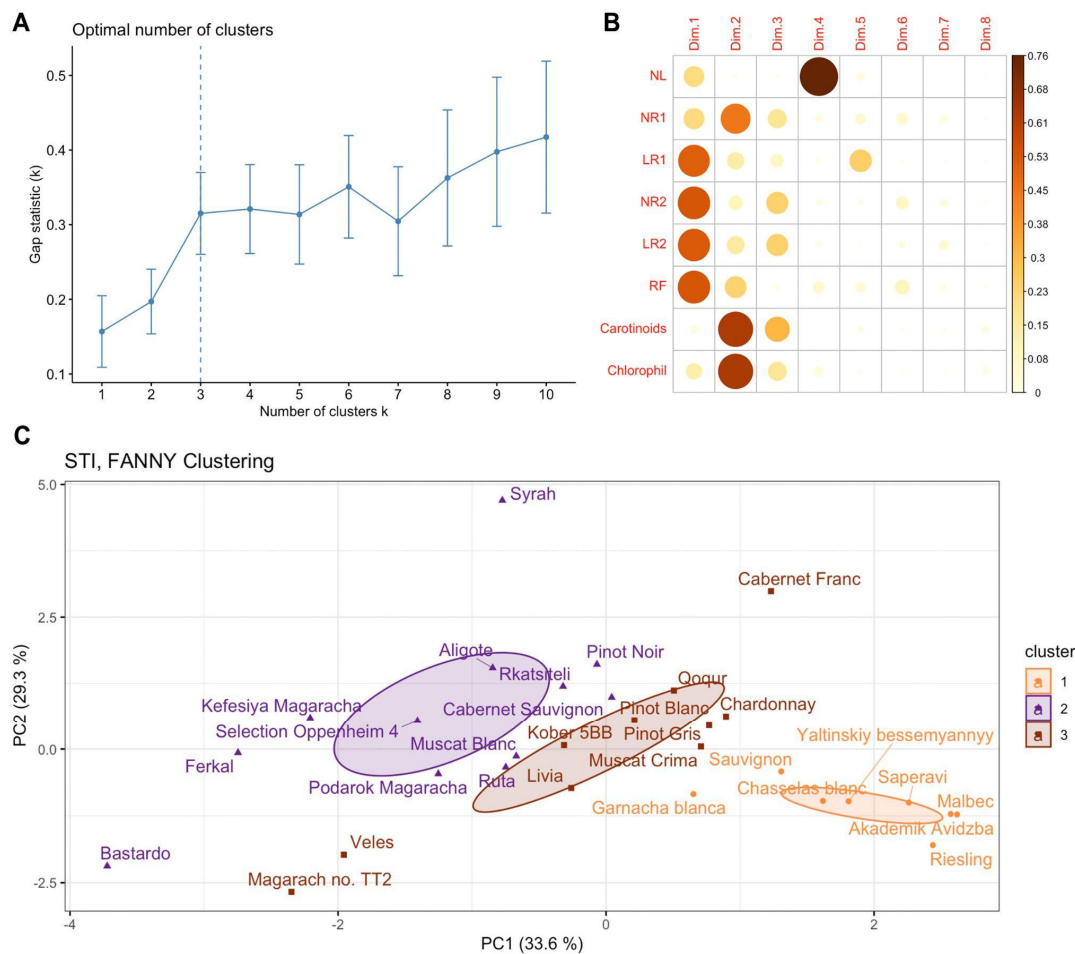 A
Optimal number of clusters
Gap statistic (k)
0.5
0.4
0.3
0.2
0.1
1 2 3 4 5 6 7 8 9 10
Number of clusters k
B
Dim.1 Dim.2 Dim.3 Dim.4 Dim.5 Dim.6 Dim.7 Dim.8
NL
NR1
LR1
NR2
LR2
RF
Carotinoids
Chlorophil
0.76
0.68
0.61
0.53
0.45
0.38
0.3
0.23
0.15
0.08
0
C
STI, FANNY Clustering
PC2 (29.3 %)
5.0
2.5
0.0
-2.5
Syrah
Cabernet Franc
Aligote
Pinot Noir
Rkatsiteli
Qoqur
Kefesiya Magaracha
Cabernet Sauvignon
Pinot Blanc
Chardonnay
Selection Oppenheim 4
Kober 5BB
Pinot Gris
Yaltinskiy bessemyannyy
Muscat Blanc
Muscat Crima
Sauvignon
Ferkal
Podarok Magaracha
Ruta
Livia
Chasselas blanc
Saperavi
Garnacha blanca
Malbec
Akademik Avidzba
Veles
Bastardo
Riesling
Magarach no. TT2
-4 -2 0 2
PC1 (33.6 %)
cluster
a 1
a 2
a 3